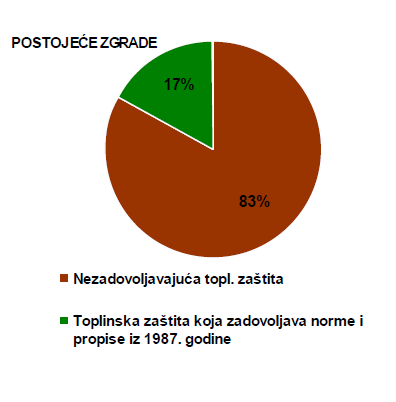 POSTOJEĆE ZGRADE
17%
83%
Nezadovoljavajuća topl. zaštita
Toplinska zaštita koja zadovoljava norme i
propise iz 1987. godine